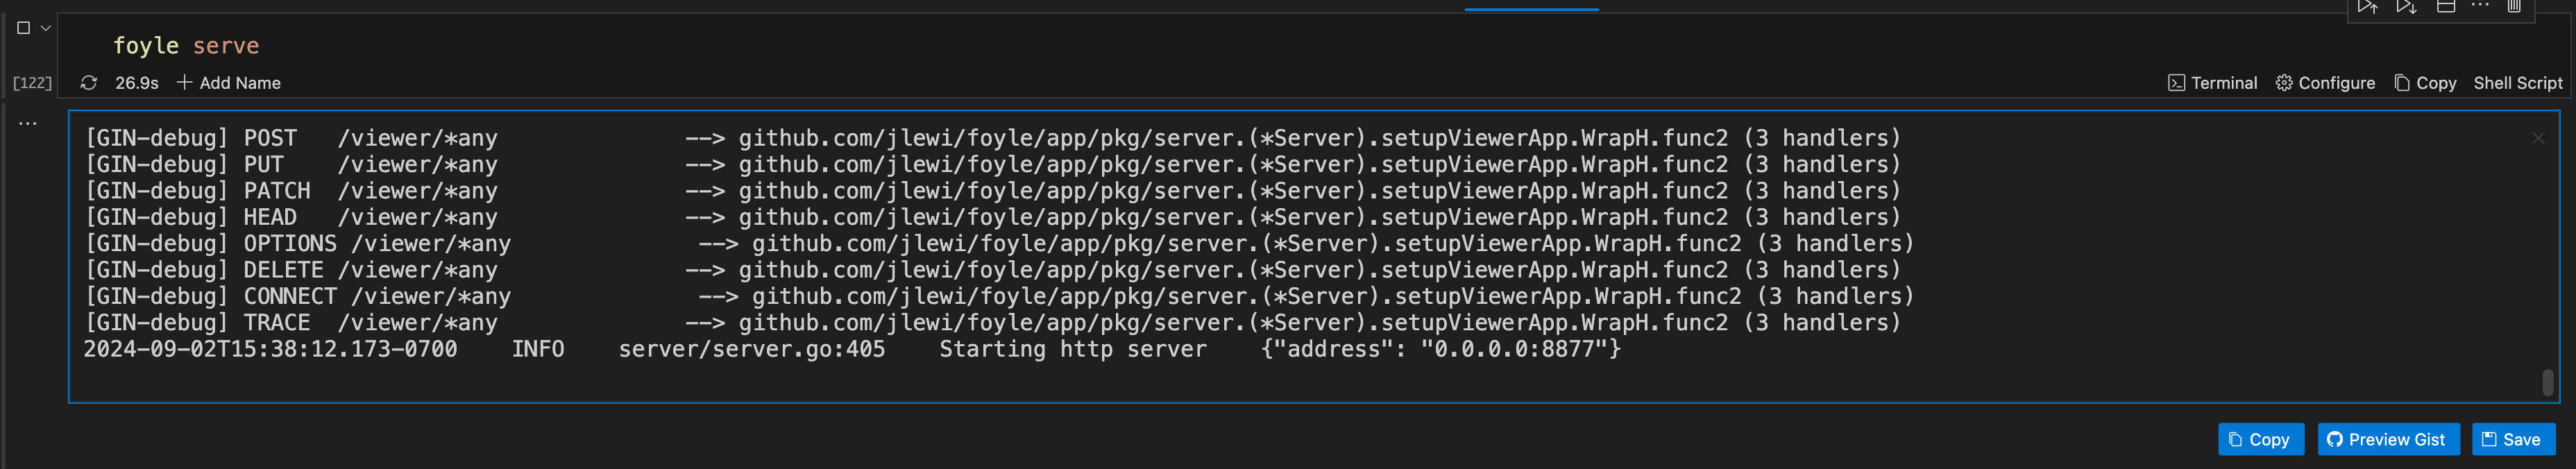 foyle serve
[122] 26.9s Add Name Terminal Configure Copy Shell Script
[GIN-debug] POST   /viewer/*any              --> github.com/jlewi/foyle/app/pkg/server.(*Server).setupViewerApp.WrapH.func2 (3 handlers)
[GIN-debug] PUT    /viewer/*any              --> github.com/jlewi/foyle/app/pkg/server.(*Server).setupViewerApp.WrapH.func2 (3 handlers)
[GIN-debug] PATCH  /viewer/*any              --> github.com/jlewi/foyle/app/pkg/server.(*Server).setupViewerApp.WrapH.func2 (3 handlers)
[GIN-debug] HEAD   /viewer/*any              --> github.com/jlewi/foyle/app/pkg/server.(*Server).setupViewerApp.WrapH.func2 (3 handlers)
[GIN-debug] OPTIONS /viewer/*any              --> github.com/jlewi/foyle/app/pkg/server.(*Server).setupViewerApp.WrapH.func2 (3 handlers)
[GIN-debug] DELETE /viewer/*any              --> github.com/jlewi/foyle/app/pkg/server.(*Server).setupViewerApp.WrapH.func2 (3 handlers)
[GIN-debug] CONNECT /viewer/*any              --> github.com/jlewi/foyle/app/pkg/server.(*Server).setupViewerApp.WrapH.func2 (3 handlers)
[GIN-debug] TRACE  /viewer/*any              --> github.com/jlewi/foyle/app/pkg/server.(*Server).setupViewerApp.WrapH.func2 (3 handlers)
2024-09-02T15:38:12.173-0700    INFO    server/server.go:405    Starting http server    {"address": "0.0.0.0:8877"}
Copy Preview Gist Save